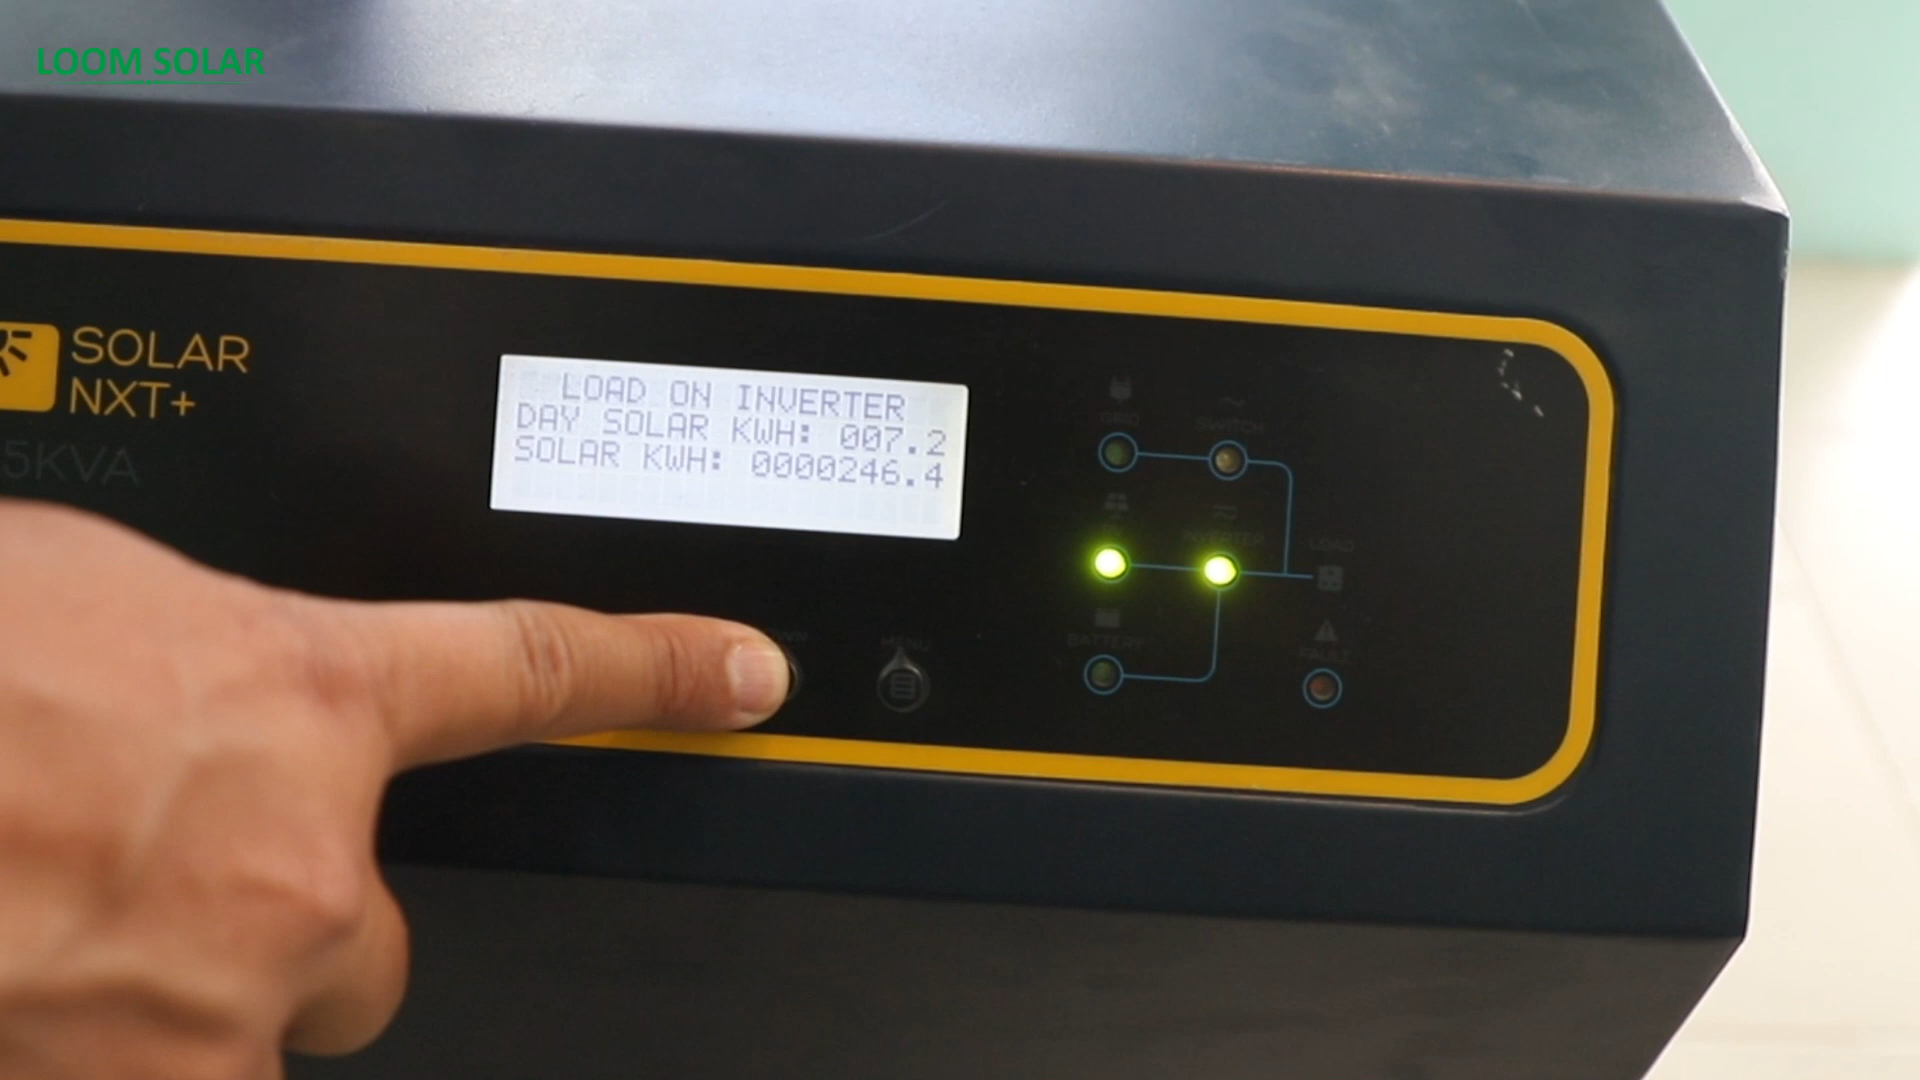 LOOM SOLAR
SOLAR
NXT+
5KVA
LOAD ON INVERTER
DAY SOLAR KWH: 007.2
SOLAR KWH: 0000246.4
GRID
SWITCH
INVERTER
LOAD
BATTERY
FAULT
MENU